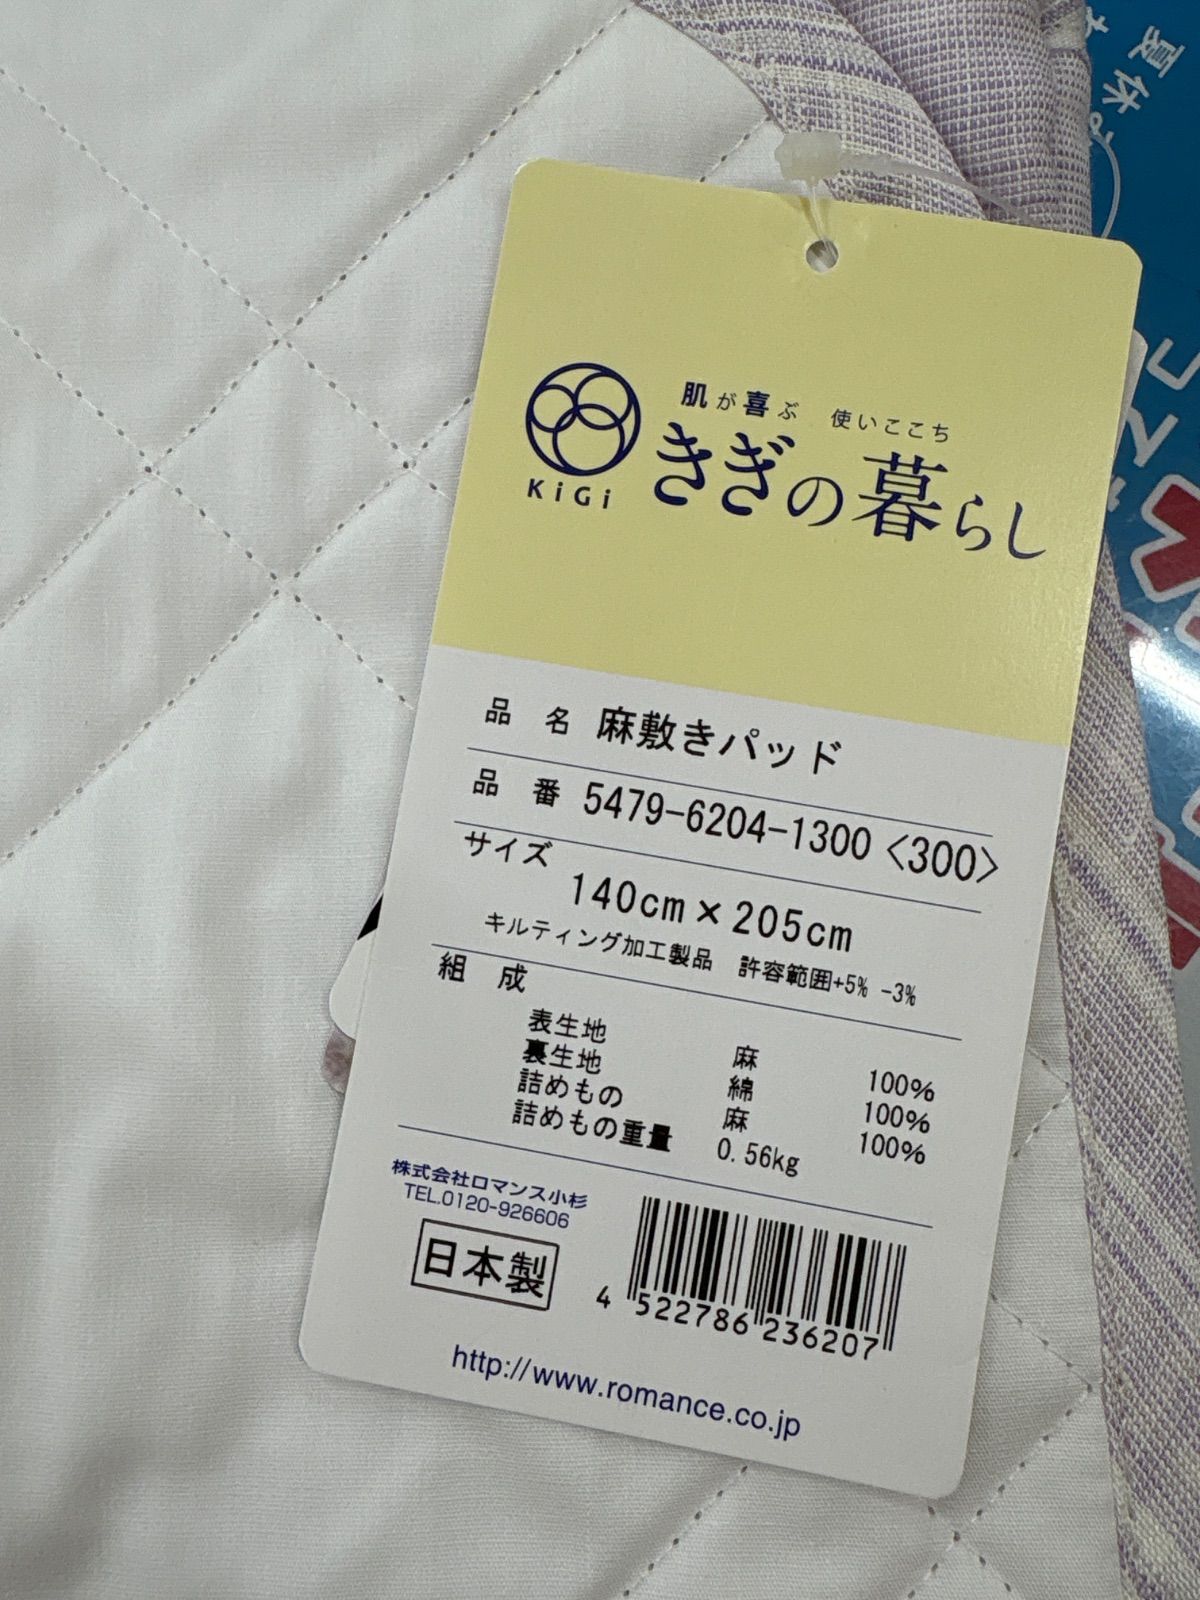 夏休み
肌が喜ぶ 使いここち
きぎの暮らし
KiGi
品名 麻敷きパッド
品番 5479-6204-1300<300>
サイズ
140cm×205cm
キルティング加工製品 許容範囲+5% -3%
組成
表生地 麻 100%
裏生地 綿 100%
詰めもの 麻 100%
詰めもの重量 0.56kg
株式会社ロマンス小杉
TEL.0120-926606
日本製
4 522786 236207
http://www.romance.co.jp